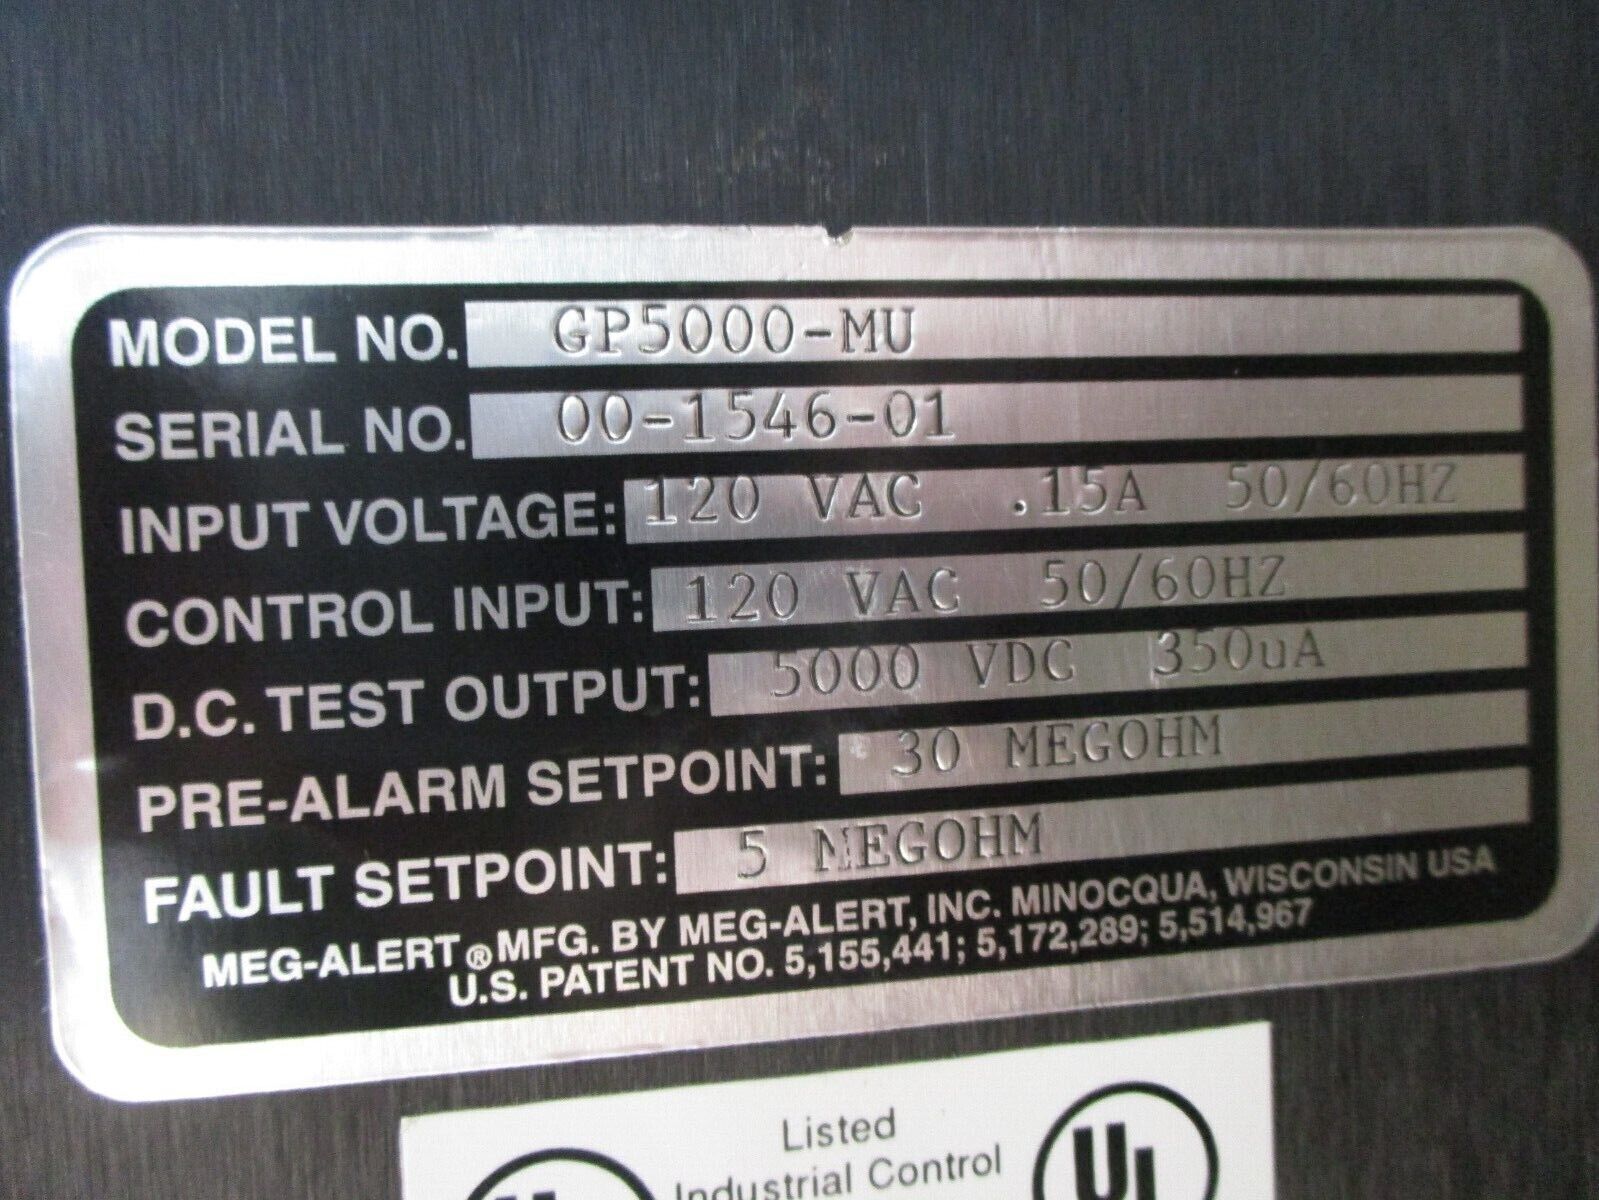 MODEL NO. GP5000-MU
SERIAL NO. 00-1546-01
INPUT VOLTAGE: 120 VAC .15A 50/60HZ
CONTROL INPUT: 120 VAC 50/60HZ
D.C. TEST OUTPUT: 5000 VDC 350uA
PRE-ALARM SETPOINT: 30 MEGOHM
FAULT SETPOINT: 5 MEGOHM
MEG-ALERT® MFG. BY MEG-ALERT, INC. MINOCQUA, WISCONSIN USA
U.S. PATENT NO. 5,155,441; 5,172,289; 5,514,967
Listed
Industrial Control
UL